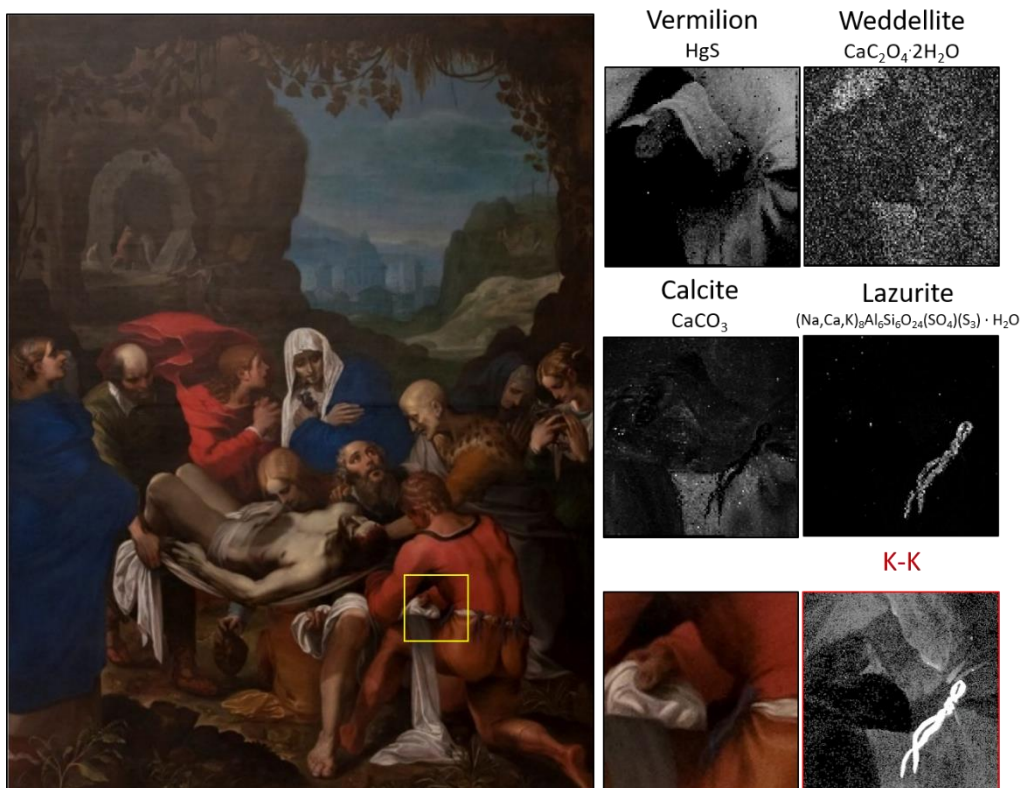 Vermilion
HgS
Weddellite
CaC₂O₄·2H₂O
Calcite
CaCO₃
Lazurite
(Na,Ca,K)₈Al₆Si₆O₂₄(SO₄)(S₃) · H₂O
K-K